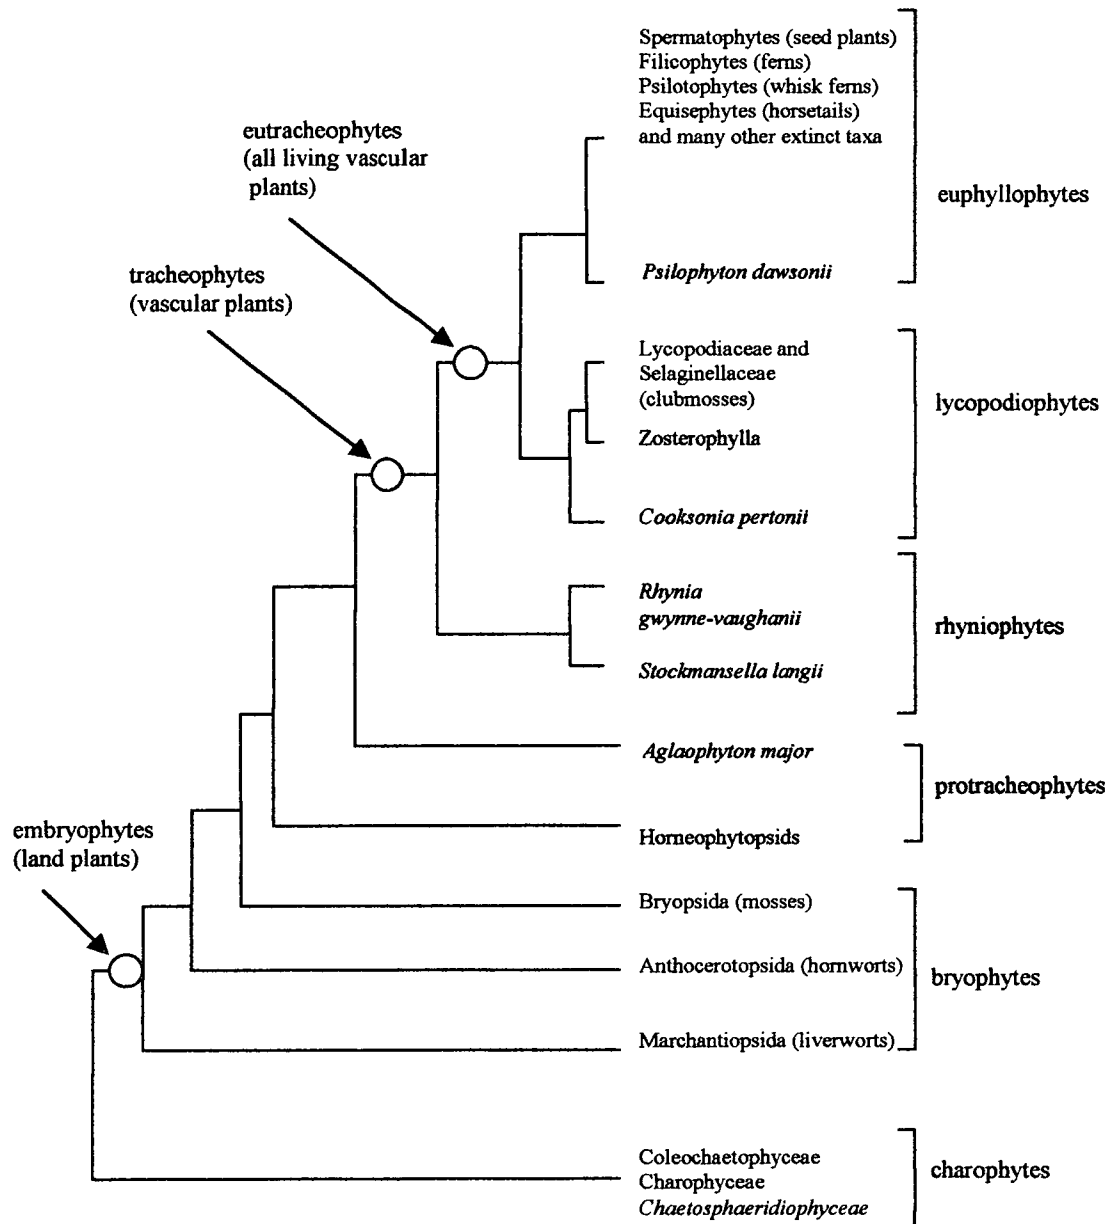 Spermatophytes (seed plants)
Filicophytes (ferns)
Psilotophytes (whisk ferns)
Equisephytes (horsetails)
and many other extinct taxa
eutracheophytes
(all living vascular
plants)
euphyllophytes
tracheophytes
(vascular plants)
Psilophyton dawsonii
Lycopodiaceae and
Selaginellaceae
(clubmosses)
lycopodiophytes
Zosterophylla
Cooksonia pertonii
Rhynia
gwynne-vaughanii
rhyniophytes
Stockmansella langii
Aglaophyton major
protracheophytes
embryophytes
(land plants)
Horneophytopsids
Bryopsida (mosses)
Anthocerotopsida (hornworts)
bryophytes
Marchantiopsida (liverworts)
Coleochaetophyceae
Charophyceae
Chaetosphaeridiophyceae
charophytes